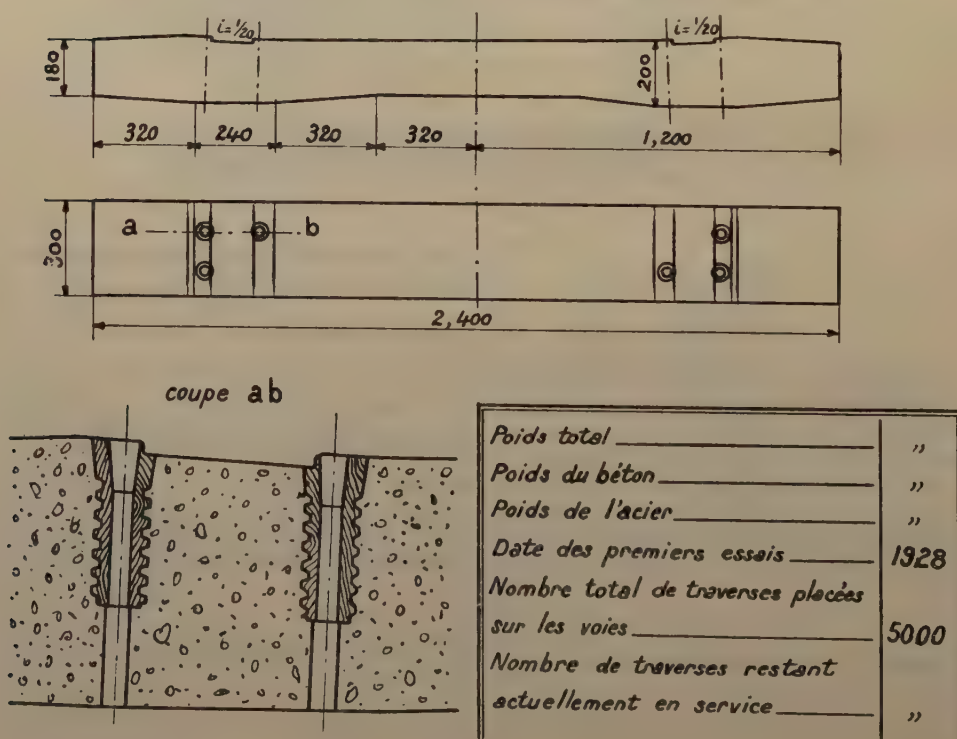 i=1/20 i=1/20
180 200
320 240 320 320 1,200
a b
300
2,400
coupe ab
Poids total „
Poids du béton „
Poids de l'acier „
Date des premiers essais 1928
Nombre total de traverses placées
sur les voies 5000
Nombre de traverses restant
actuellement en service „